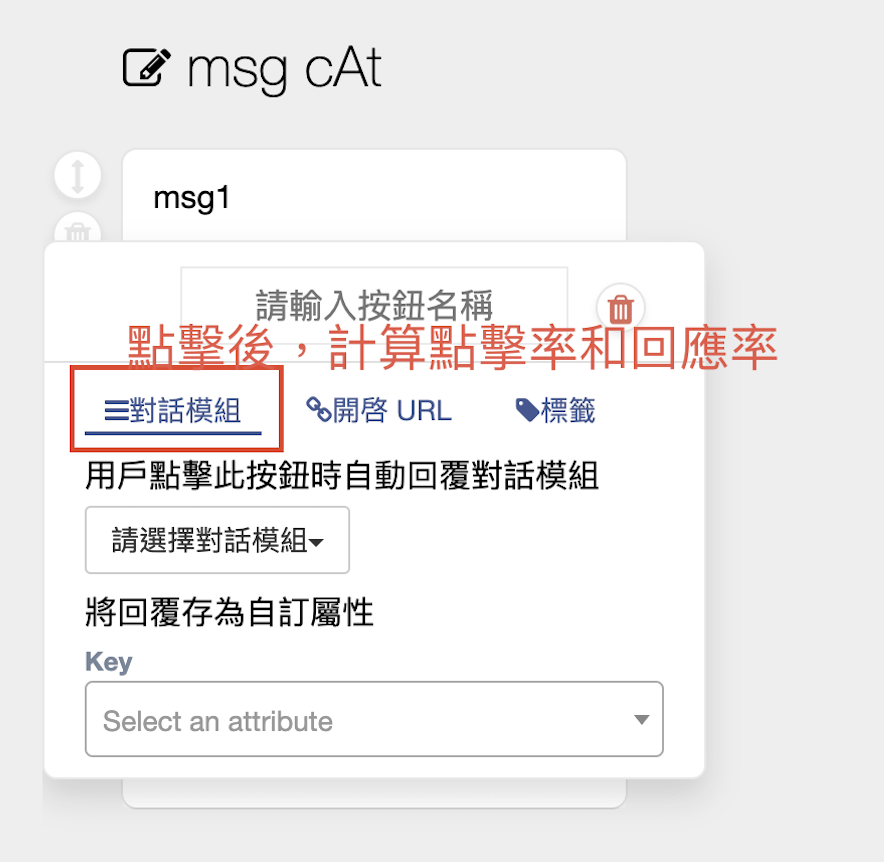 msg cAt
msg1
請輸入按鈕名稱
點擊後，計算點擊率和回應率
對話模組 開啓 URL 標籤
用戶點擊此按鈕時自動回覆對話模組
請選擇對話模組
將回覆存為自訂屬性
Key
Select an attribute